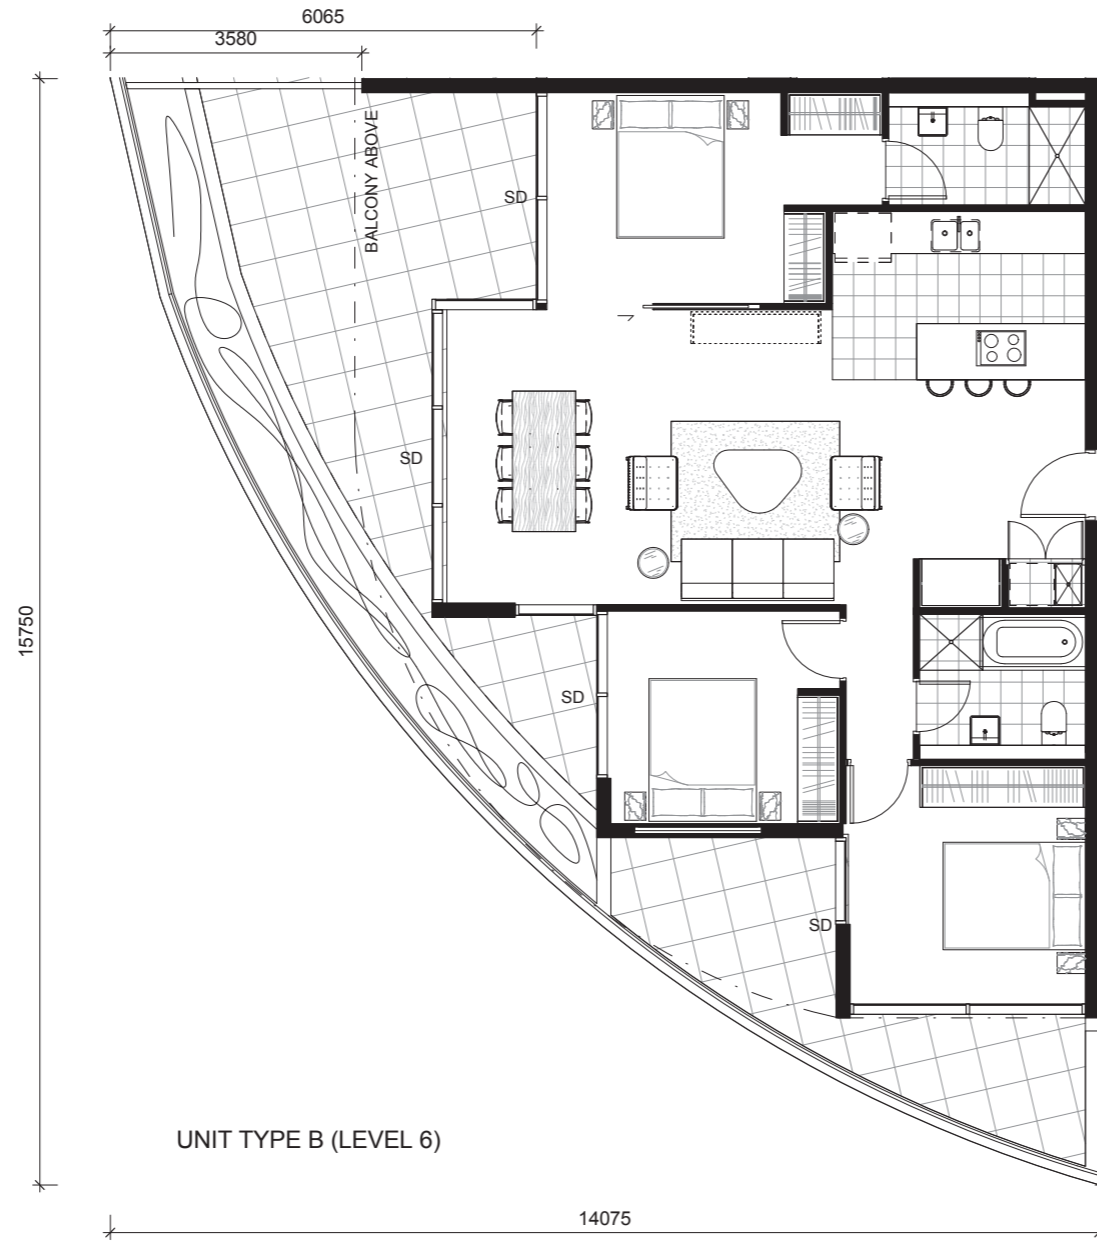 6065
3580
BALCONY ABOVE
SD
SD
15750
SD
SD
UNIT TYPE B (LEVEL 6)
14075